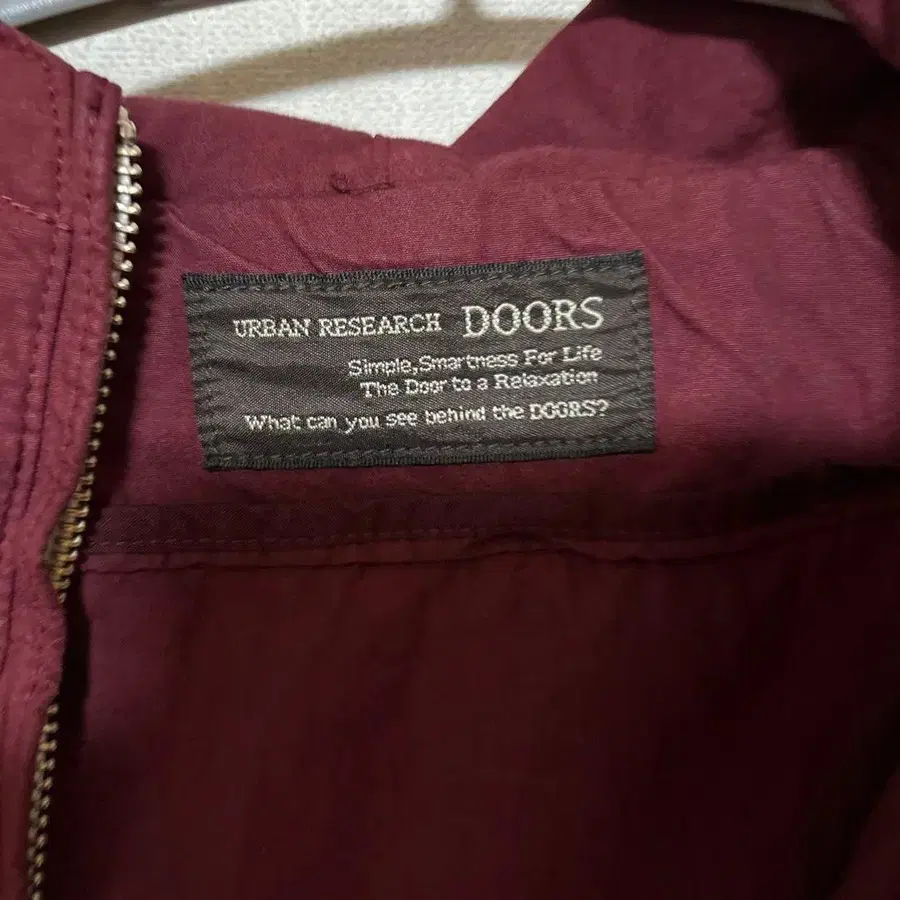 URBAN RESEARCH DOORS
Simple,Smartness For Life
The Door to a Relaxation
What can you see behind the DOORS?